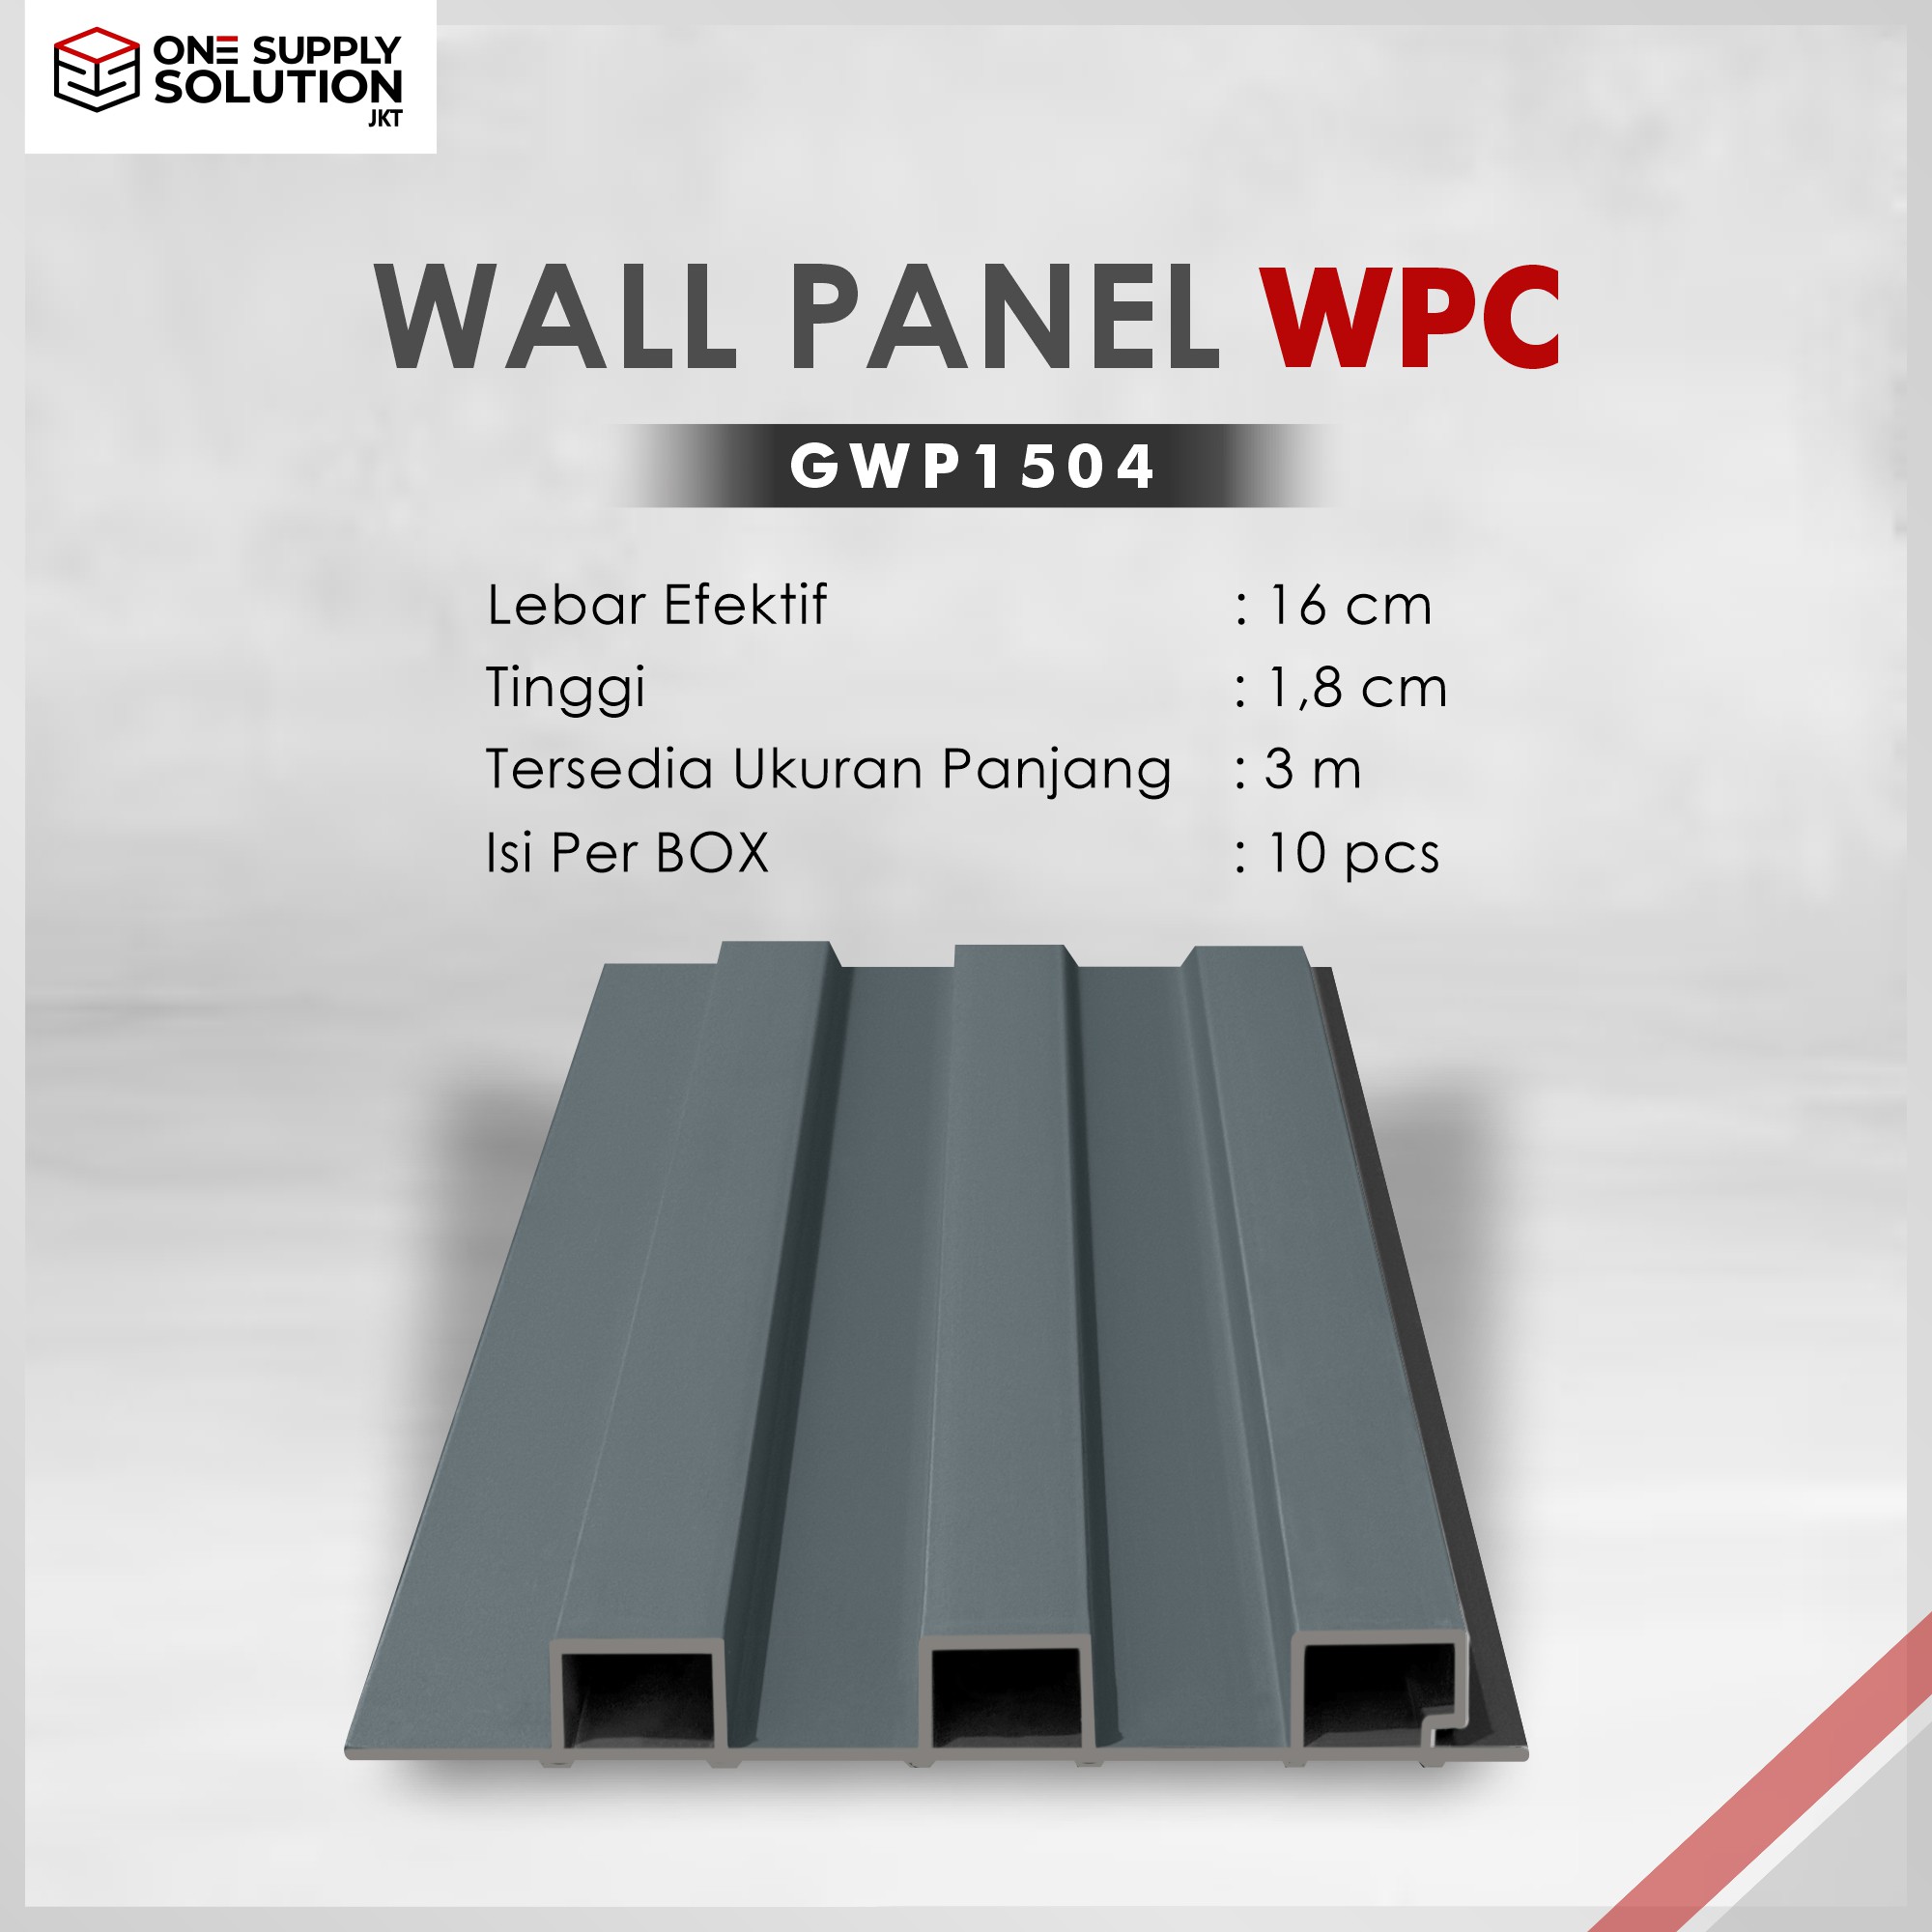 ONE SUPPLY
SOLUTION
JKT
WALL PANEL WPC
GWP1504
Lebar Efektif : 16 cm
Tinggi : 1,8 cm
Tersedia Ukuran Panjang : 3 m
Isi Per BOX : 10 pcs